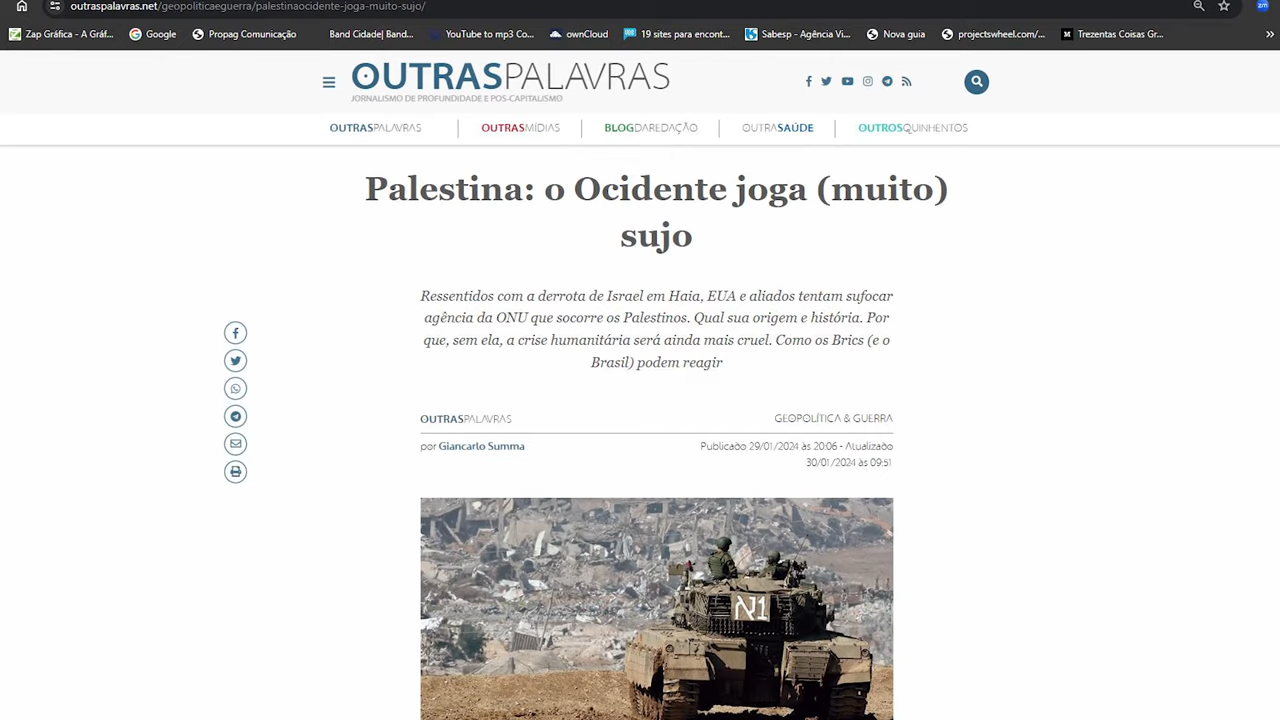 outraspalavras.net/geopoliticaeguerra/palestinaocidente-joga-muito-sujo/
Zap Gráfica - A Gráf... Google Propag Comunicação Band Cidade| Band... YouTube to mp3 Co... ownCloud 19 sites para encont... Sabesp - Agência Vi... Nova guia projectswheel.com/... Trezentas Coisas Gr... »
OUTRASPALAVRAS
JORNALISMO DE PROFUNDIDADE E PÓS-CAPITALISMO
OUTRASPALAVRAS OUTRASMÍDIAS BLOGDAREDAÇÃO OUTRASAÚDE OUTROSQUINHENTOS
Palestina: o Ocidente joga (muito)
sujo
Ressentidos com a derrota de Israel em Haia, EUA e aliados tentam sufocar
agência da ONU que socorre os Palestinos. Qual sua origem e história. Por
que, sem ela, a crise humanitária será ainda mais cruel. Como os Brics (e o
Brasil) podem reagir
OUTRASPALAVRAS GEOPOLÍTICA & GUERRA
por Giancarlo Summa Publicado 29/01/2024 às 20:06 - Atualizado
30/01/2024 às 09:51
א1